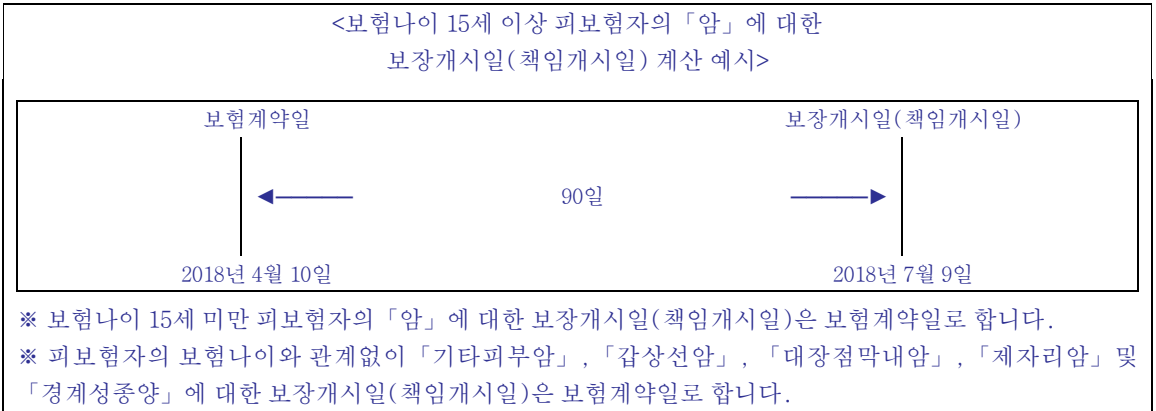 <보험나이 15세 이상 피보험자의「암」에 대한
보장개시일(책임개시일) 계산 예시>
보험계약일 보장개시일(책임개시일)
90일
2018년 4월 10일 2018년 7월 9일
※ 보험나이 15세 미만 피보험자의「암」에 대한 보장개시일(책임개시일)은 보험계약일로 합니다.
※ 피보험자의 보험나이와 관계없이「기타피부암」,「갑상선암」,「대장점막내암」,「제자리암」및
「경계성종양」에 대한 보장개시일(책임개시일)은 보험계약일로 합니다.